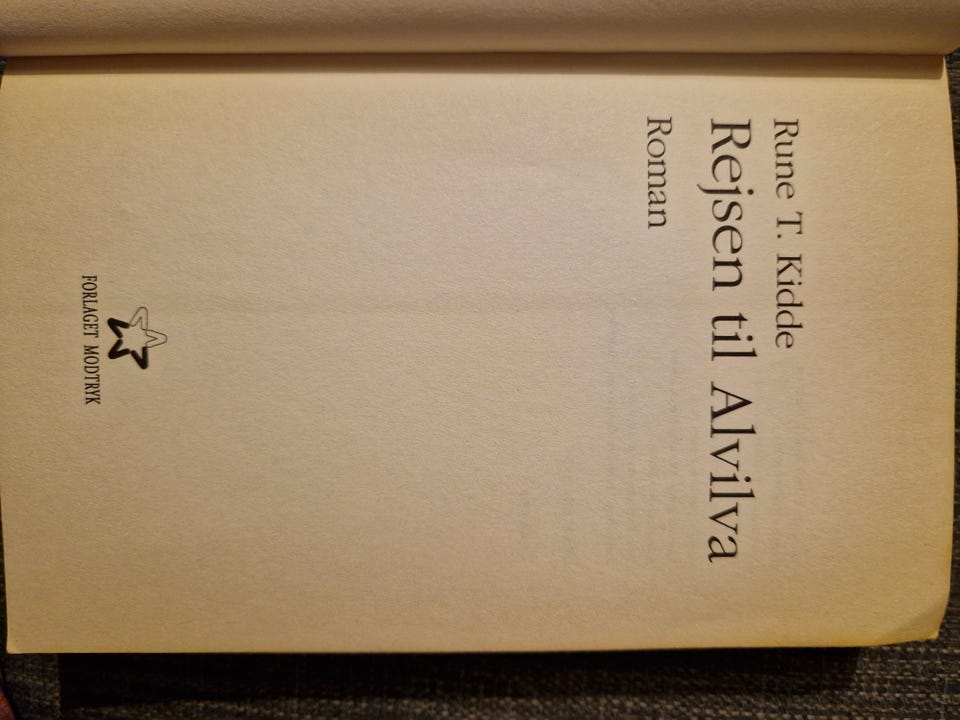 Rune T. Kidde
Rejsen til Alvilva
Roman
FORLAGET MODTRYK